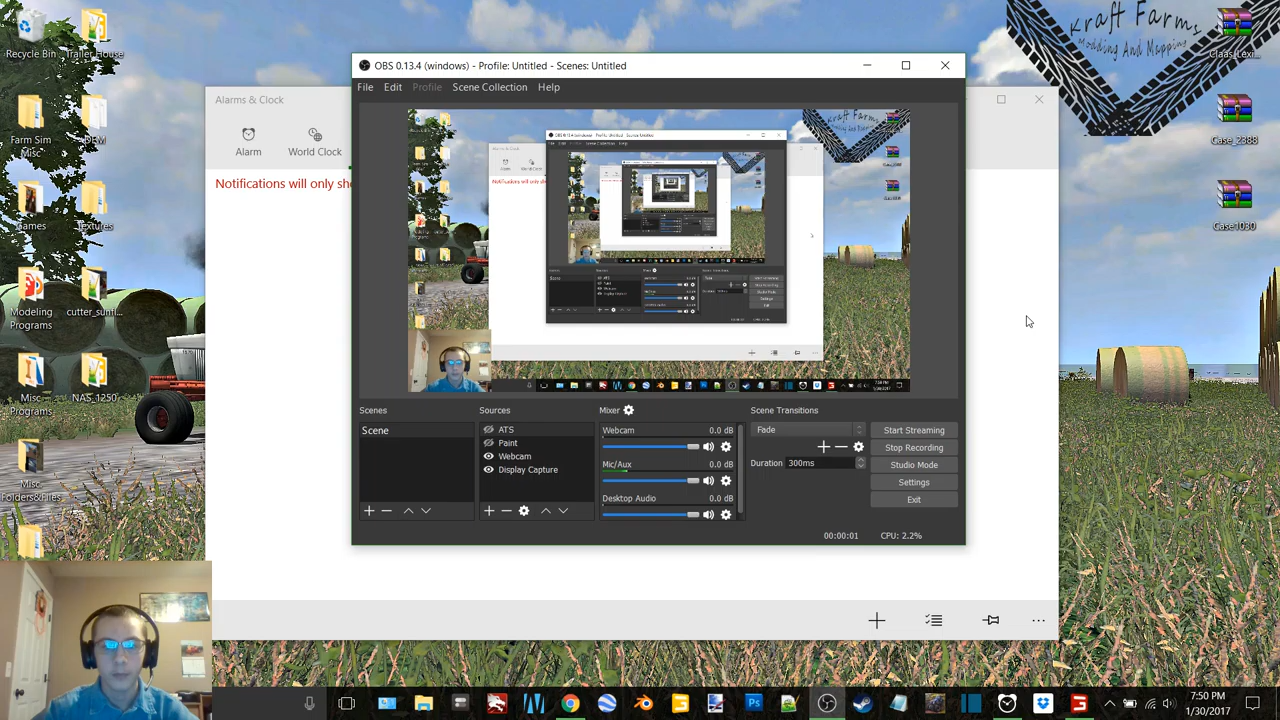 Recycle Bin
Trailer House
Farm Sim Misc
DEM
Games
Textures
Modeling Programs
cutter_sunf...
Misc Programs
NAS_1250
Misc Folders&Files
Kraft Farms
Modding And Mapping
Claas_Lexi...
Case_2388
Case1030
Alarms & Clock
Alarm
World Clock
Notifications will only sho
OBS 0.13.4 (windows) - Profile: Untitled - Scenes: Untitled
File Edit Profile Scene Collection Help
Scenes
Scene
Sources
ATS
Paint
Webcam
Display Capture
Mixer
Webcam 0.0 dB
Mic/Aux 0.0 dB
Desktop Audio 0.0 dB
Scene Transitions
Fade
Duration 300ms
Start Streaming
Stop Recording
Studio Mode
Settings
Exit
00:00:01 CPU: 2.2%
7:50 PM
1/30/2017